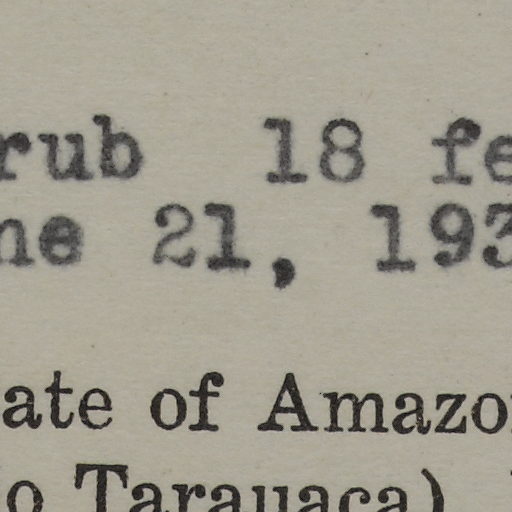 rub 18 fe
ne 21, 193
ate of Amazo
o Tarauaca)